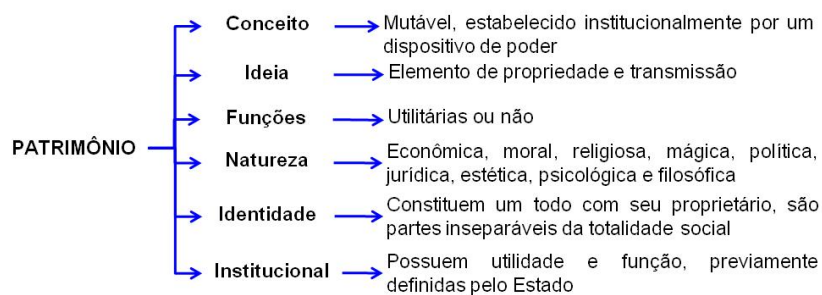 Conceito
Mutável, estabelecido institucionalmente por um
dispositivo de poder
Ideia
Elemento de propriedade e transmissão
Funções
Utilitárias ou não
PATRIMÔNIO
Natureza
Econômica, moral, religiosa, mágica, política,
jurídica, estética, psicológica e filosófica
Identidade
Constituem um todo com seu proprietário, são
partes inseparáveis da totalidade social
Institucional
Possuem utilidade e função, previamente
definidas pelo Estado